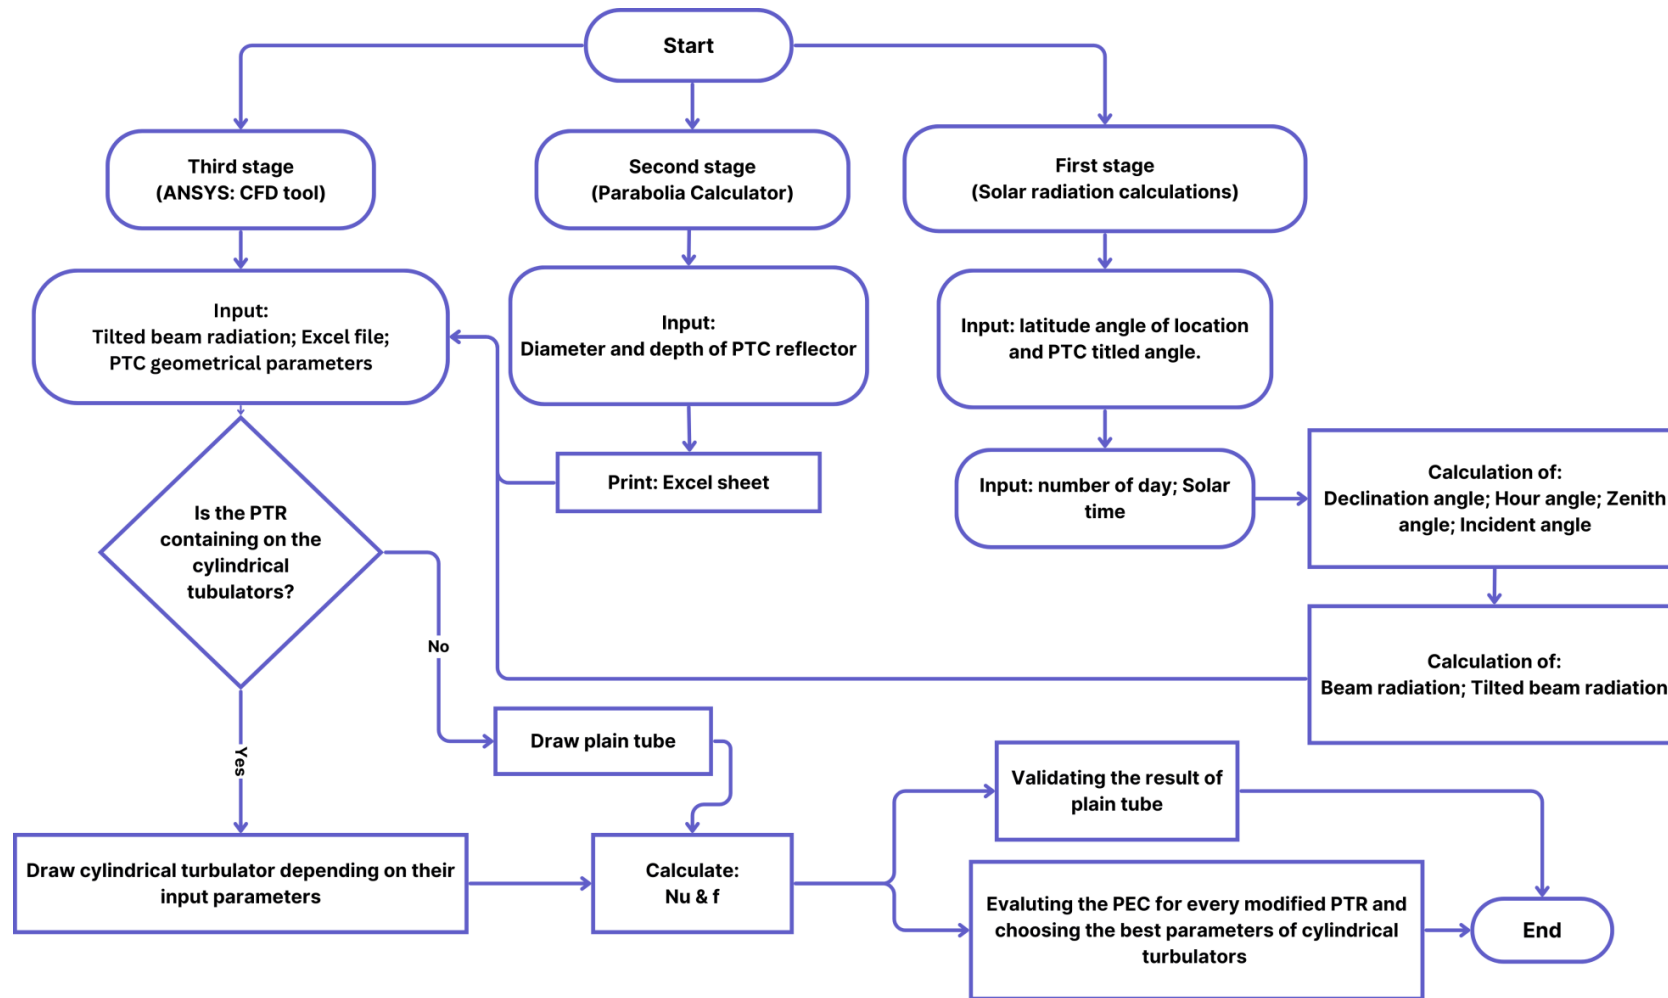 Start
Third stage
(ANSYS: CFD tool)
Second stage
(Parabolia Calculator)
First stage
(Solar radiation calculations)
Input:
Tilted beam radiation; Excel file;
PTC geometrical parameters
Input:
Diameter and depth of PTC reflector
Input: latitude angle of location
and PTC titled angle.
Print: Excel sheet
Input: number of day; Solar
time
Calculation of:
Declination angle; Hour angle; Zenith
angle; Incident angle
Is the PTR
containing on the
cylindrical
tubulators?
No
Calculation of:
Beam radiation; Tilted beam radiation
Yes
Draw plain tube
Validating the result of
plain tube
Draw cylindrical turbulator depending on their
input parameters
Calculate:
Nu & f
Evaluting the PEC for every modified PTR and
choosing the best parameters of cylindrical
turbulators
End